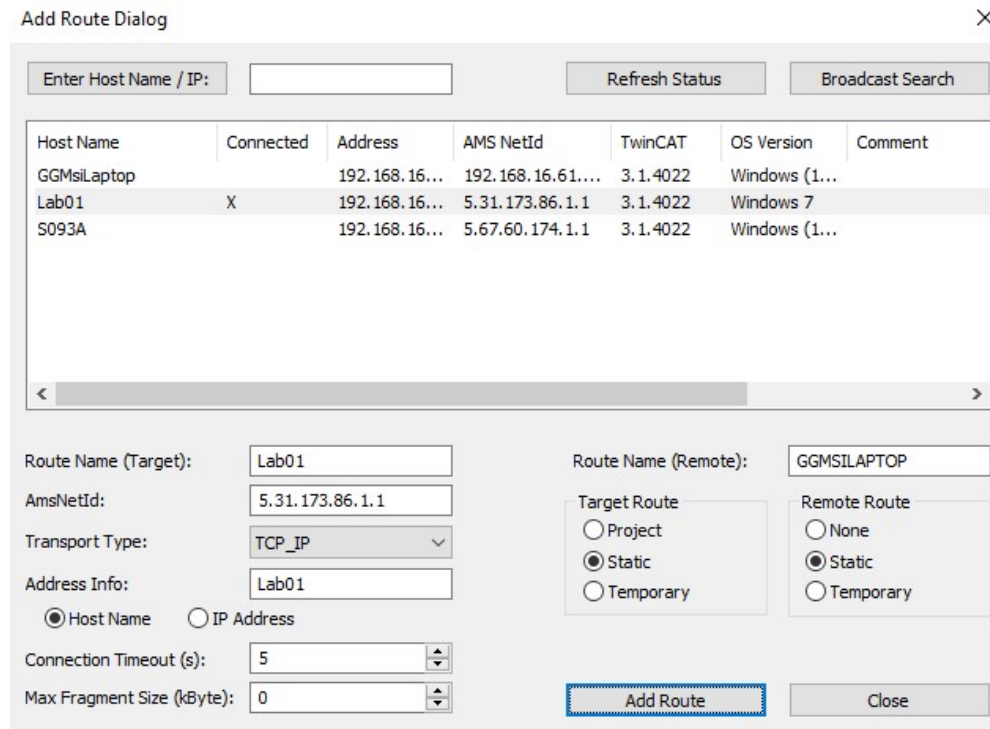 Add Route Dialog
Enter Host Name / IP: Refresh Status Broadcast Search
Host Name Connected Address AMS NetId TwinCAT OS Version Comment
GGMsiLaptop 192.168.16... 192.168.16.61.... 3.1.4022 Windows (1...
Lab01 X 192.168.16... 5.31.173.86.1.1 3.1.4022 Windows 7
S093A 192.168.16... 5.67.60.174.1.1 3.1.4022 Windows (1...
Route Name (Target): Lab01 Route Name (Remote): GGMSILAPTOP
AmsNetId: 5.31.173.86.1.1 Target Route Remote Route
Project None
Transport Type: TCP_IP
Static Static
Address Info: Lab01 Temporary Temporary
Host Name IP Address
Connection Timeout (s): 5
Max Fragment Size (kByte): 0 Add Route Close